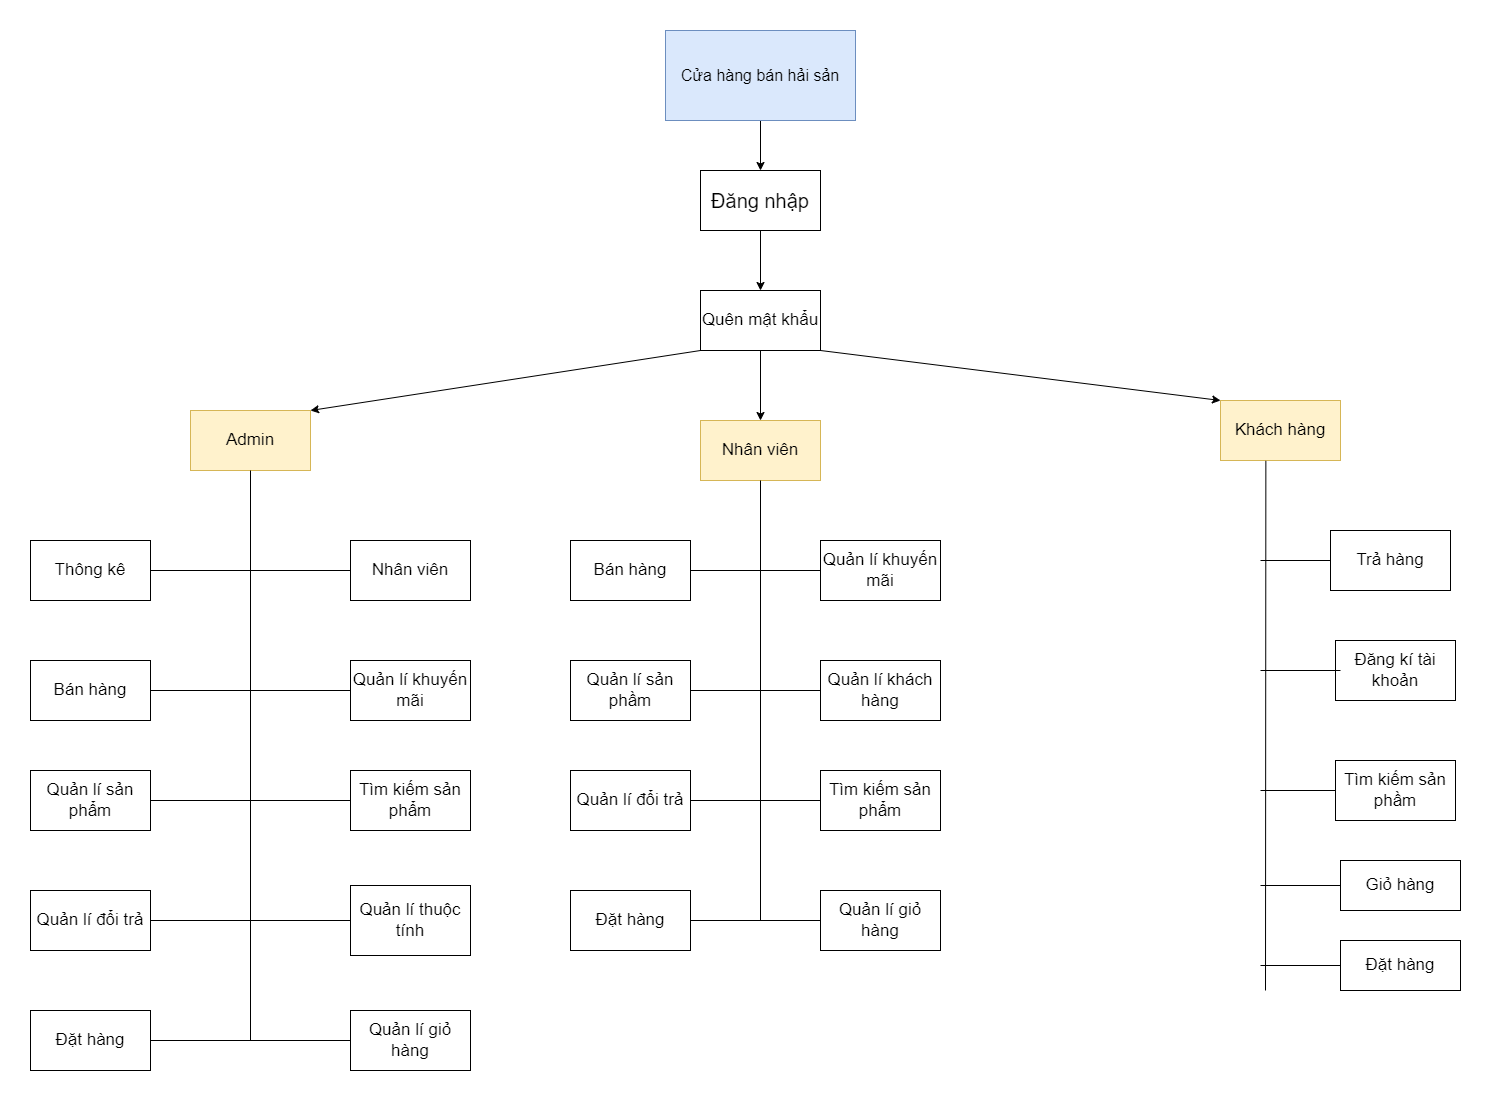 Cửa hàng bán hải sản
Đăng nhập
Quên mật khẩu
Admin
Nhân viên
Khách hàng
Thông kê
Nhân viên
Bán hàng
Quản lí khuyến
mãi
Quản lí sản
phẩm
Tìm kiếm sản
phẩm
Quản lí đổi trả
Quản lí thuộc
tính
Đặt hàng
Quản lí giỏ
hàng
Bán hàng
Quản lí khuyến
mãi
Quản lí sản
phầm
Quản lí khách
hàng
Quản lí đổi trả
Tìm kiếm sản
phẩm
Đặt hàng
Quản lí giỏ
hàng
Trả hàng
Đăng kí tài
khoản
Tìm kiếm sản
phầm
Giỏ hàng
Đặt hàng